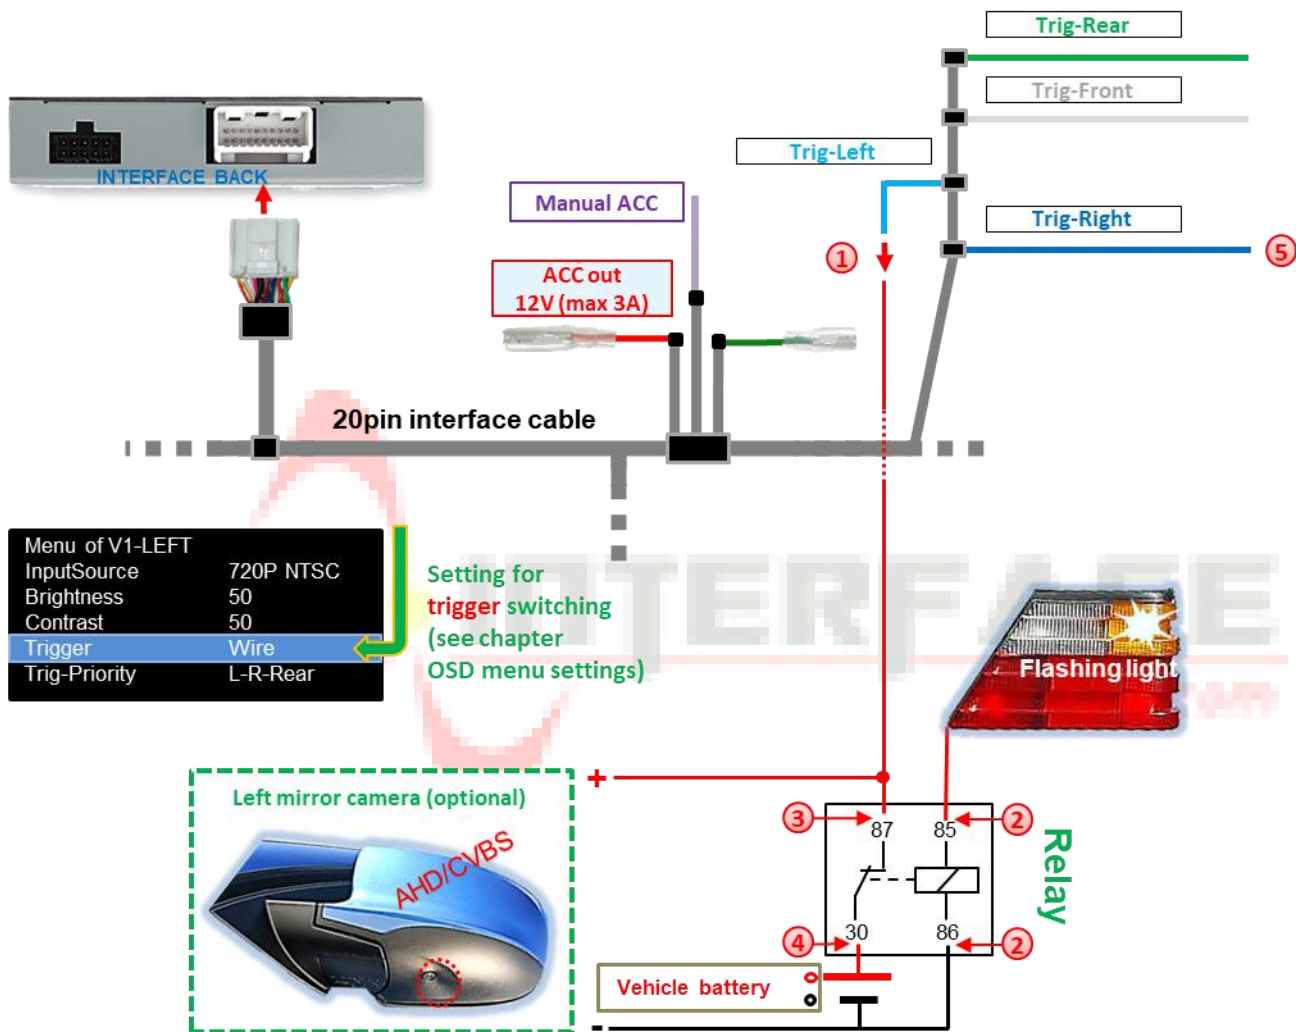 Trig-Rear
Trig-Front
Trig-Left
Trig-Right
INTERFACE BACK
Manual ACC
ACC out
12V (max 3A)
1
5
20pin interface cable
Menu of V1-LEFT
InputSource 720P NTSC
Brightness 50
Contrast 50
Trigger Wire
Trig-Priority L-R-Rear
Setting for
trigger switching
(see chapter
OSD menu settings)
INTERFACE
.com
Flashing light
+
Left mirror camera (optional)
AHD/CVBS
3
87
85
2
Relay
4
30
86
2
Vehicle battery
-